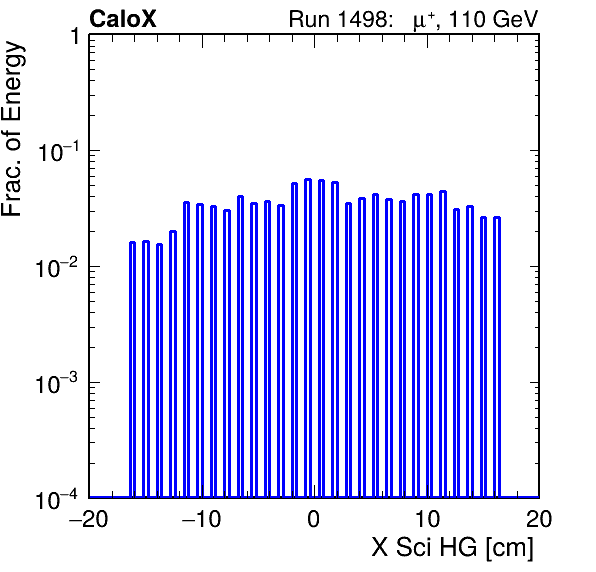 CaloX Run 1498: μ⁺, 110 GeV
Frac. of Energy
1
10⁻¹
10⁻²
10⁻³
10⁻⁴
−20 −10 0 10 20
X Sci HG [cm]